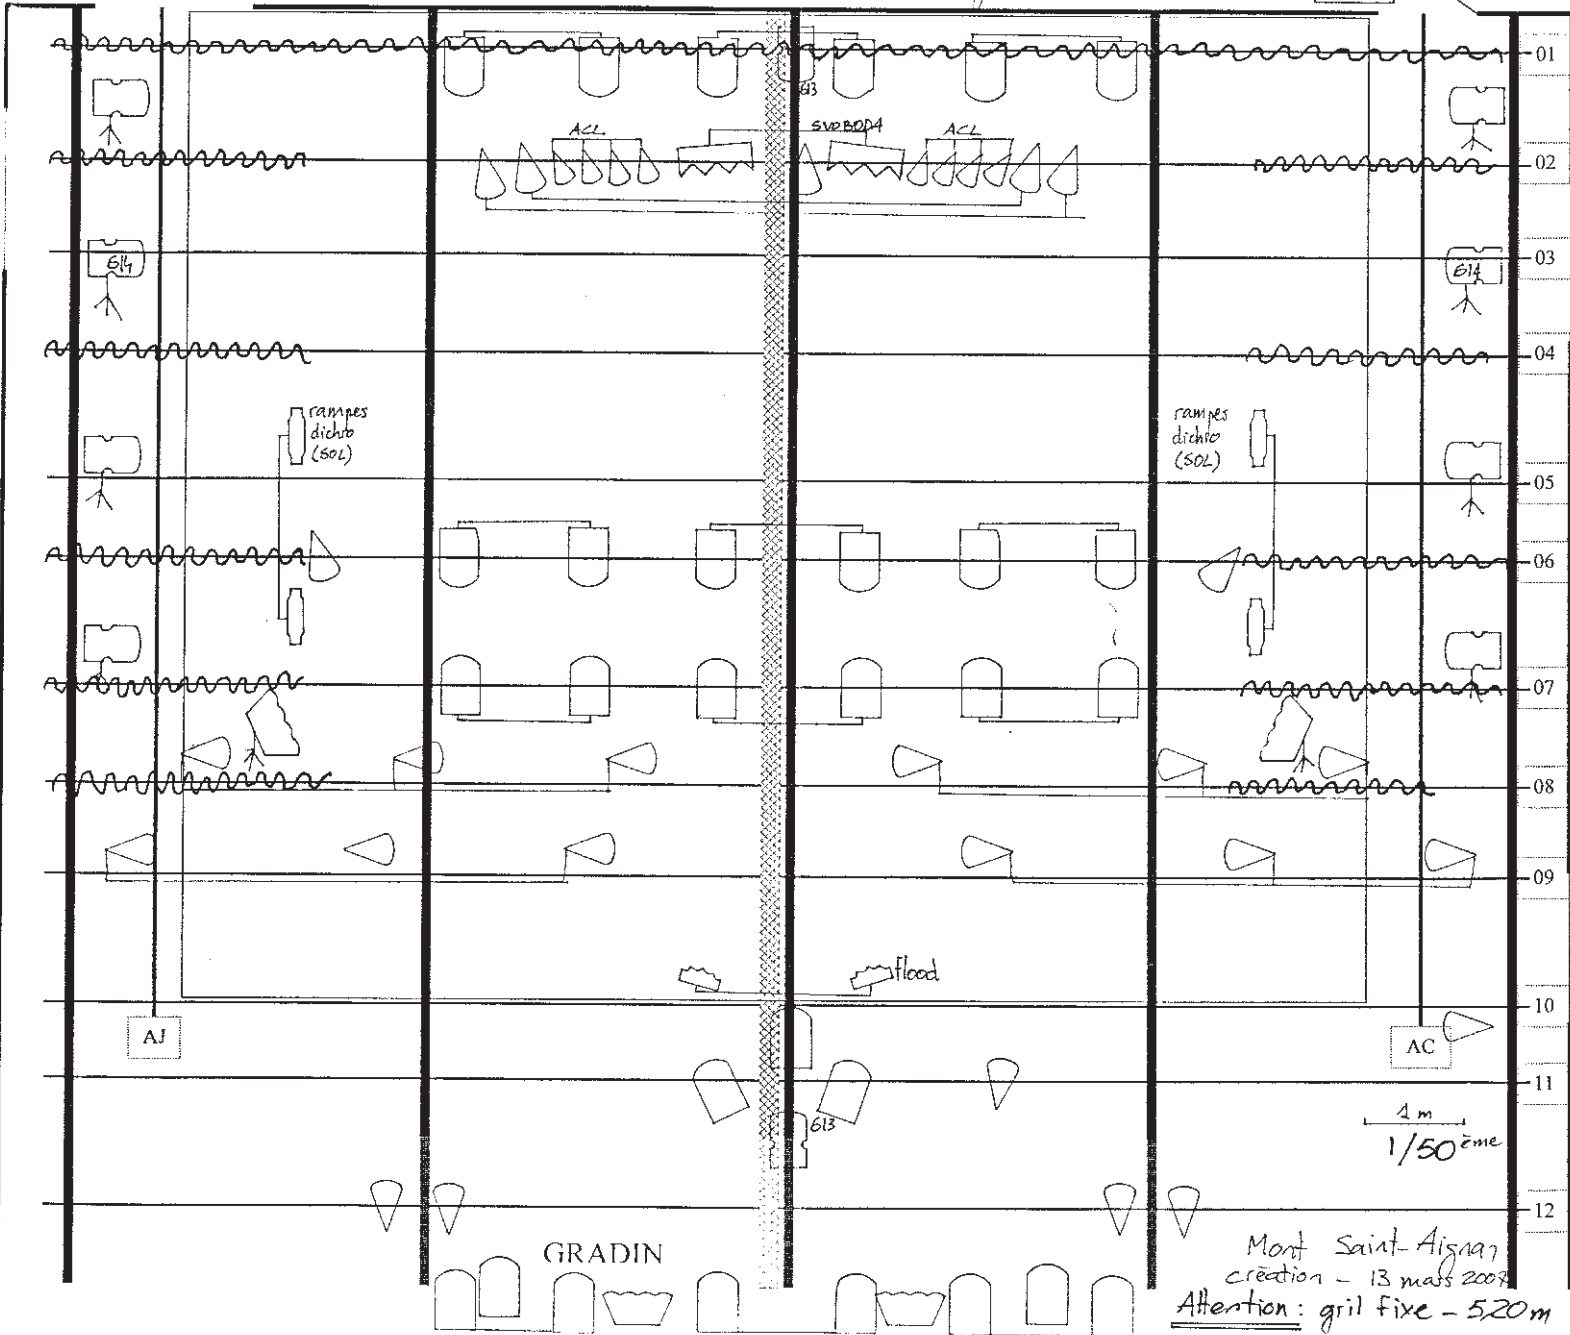 01
613
ACL
SVOBODA
ACL
02
614
614
03
04
rampes
dichro
(SOL)
rampes
dichro
(SOL)
05
06
07
08
09
flood
10
AJ
AC
11
613
1 m
1/50 ème
12
GRADIN
Mont Saint-Aignan
création - 13 mars 2007
Attention : gril fixe - 5,20 m